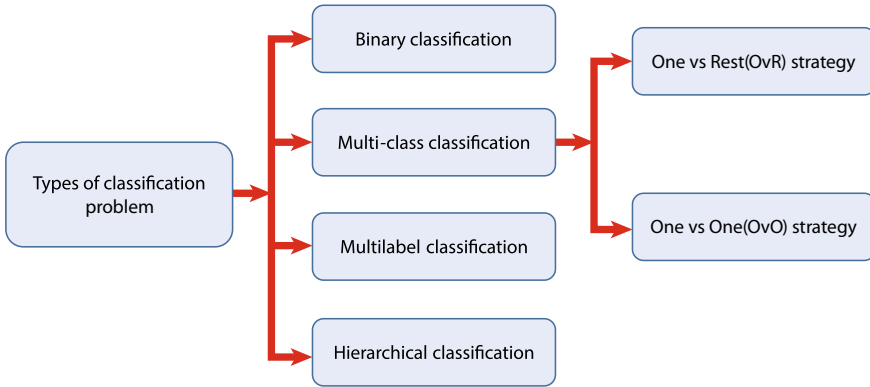 Types of classification
problem
Binary classification
Multi-class classification
Multilabel classification
Hierarchical classification
One vs Rest(OvR) strategy
One vs One(OvO) strategy